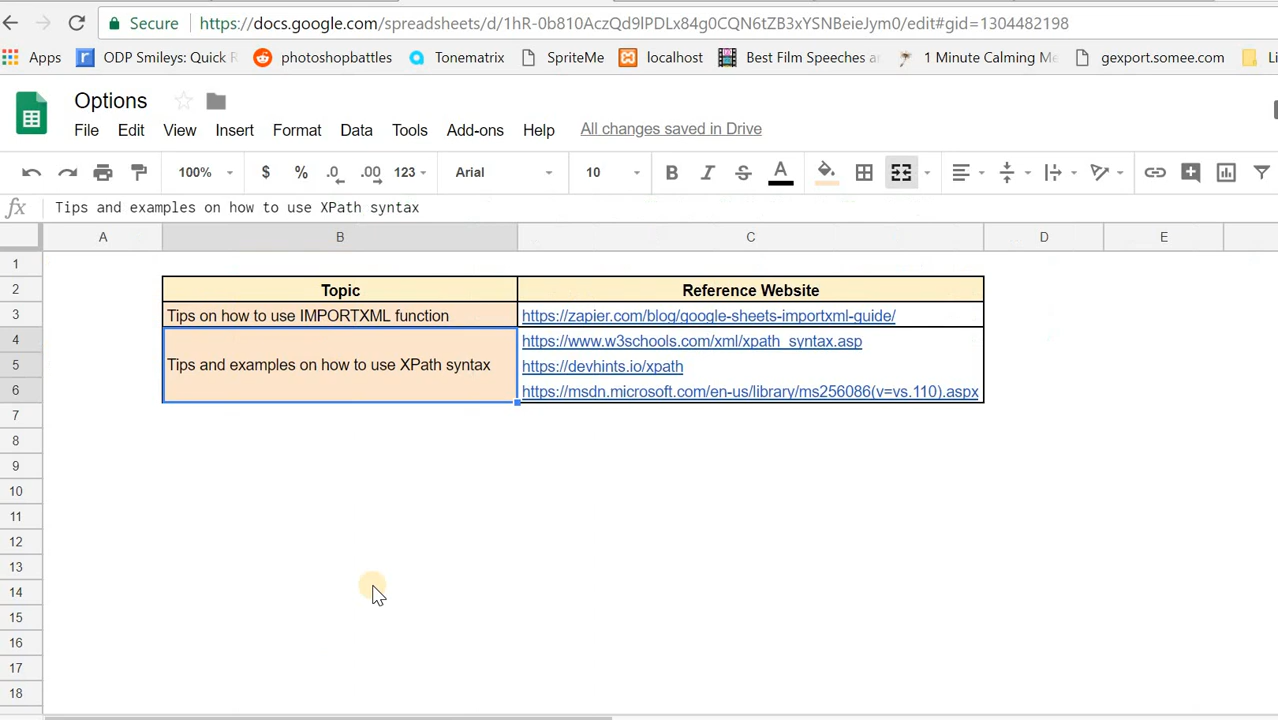 Secure https://docs.google.com/spreadsheets/d/1hR-0b810AczQd9lPDLx84g0CQN6tZB3xYSNBeieJym0/edit#gid=1304482198
Apps ODP Smileys: Quick R photoshopbattles Tonematrix SpriteMe localhost Best Film Speeches a 1 Minute Calming Me gexport.someee.com Li
Options
File Edit View Insert Format Data Tools Add-ons Help All changes saved in Drive
100% $ % .0 .00 123 Arial 10 B I S A
fx Tips and examples on how to use XPath syntax
A B C D E
1
2 Topic Reference Website
3 Tips on how to use IMPORTXML function https://zapier.com/blog/google-sheets-importxml-guide/
4 https://www.w3schools.com/xml/xpath_syntax.asp
5 Tips and examples on how to use XPath syntax https://devhints.io/xpath
6 https://msdn.microsoft.com/en-us/library/ms256086(v=vs.110).aspx
7
8
9
10
11
12
13
14
15
16
17
18